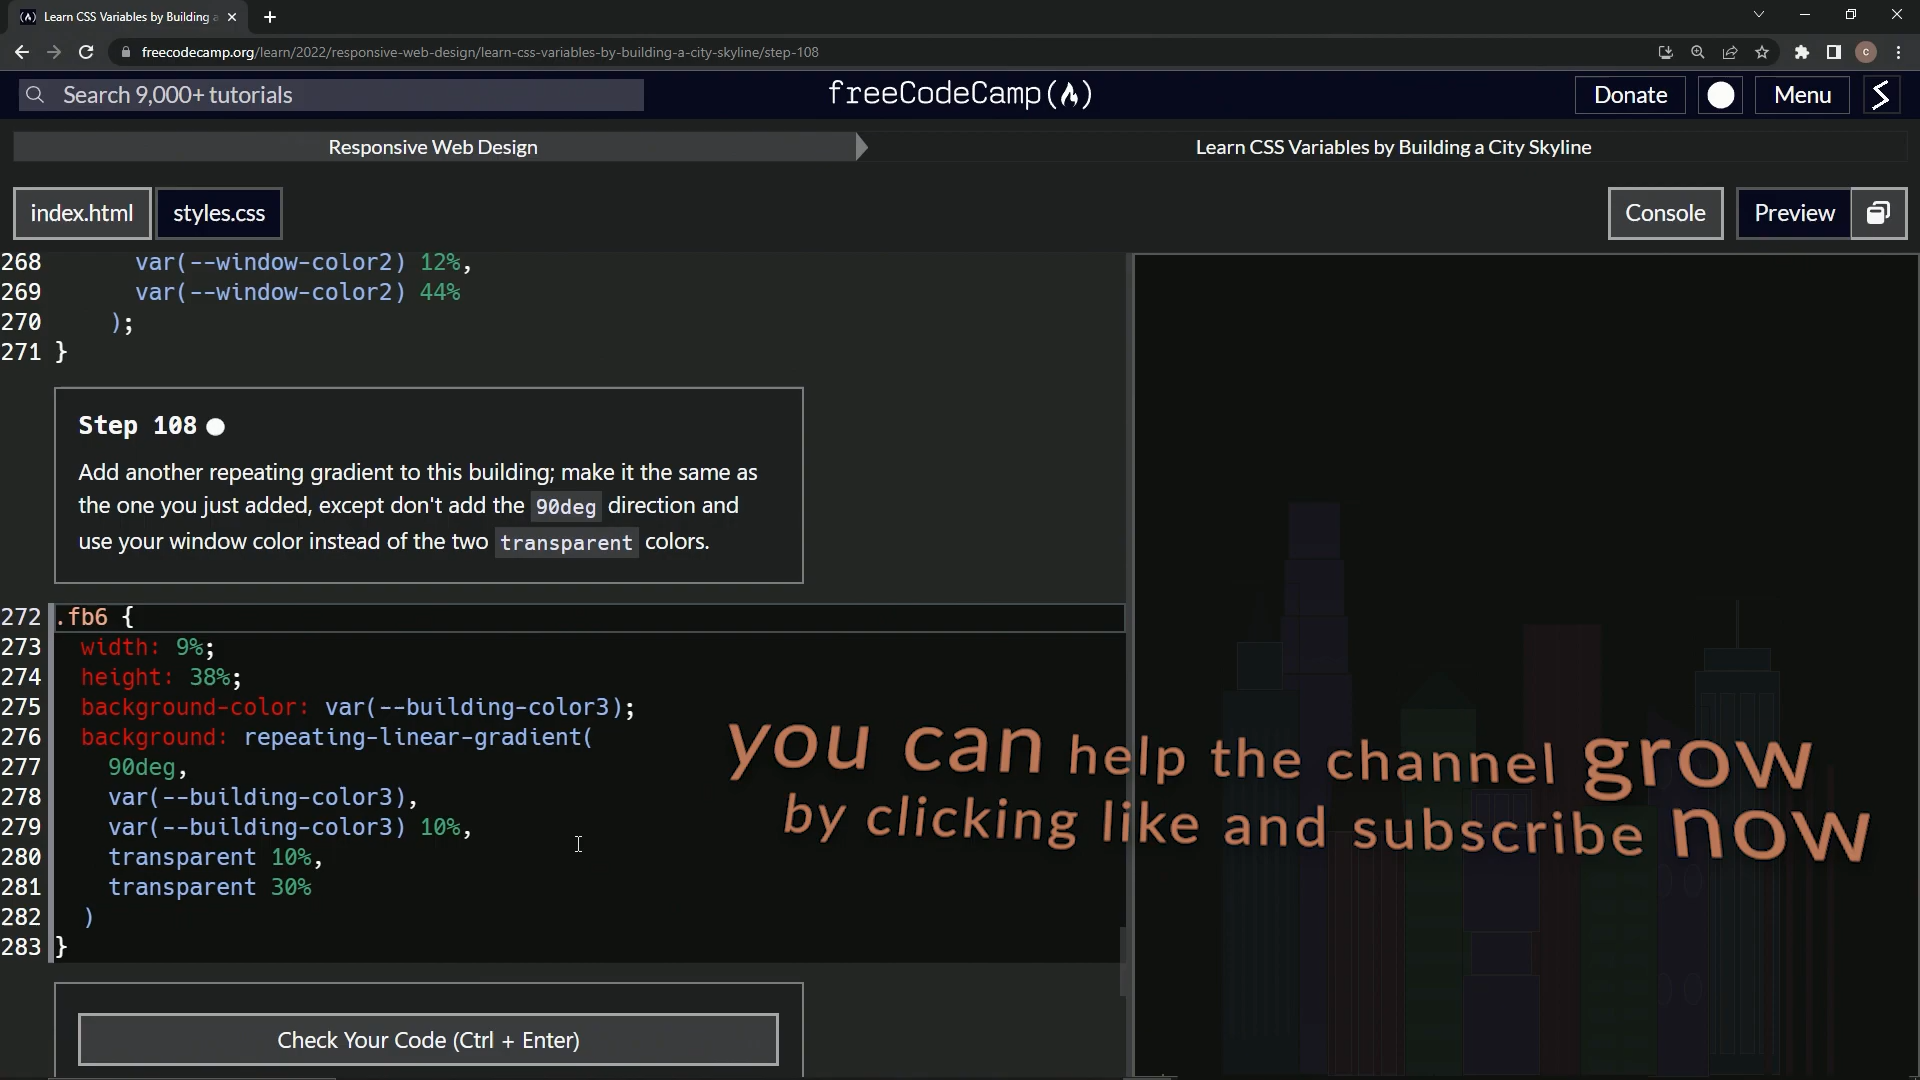 Learn CSS Variables by Building a
freecodecamp.org/learn/2022/responsive-web-design/learn-css-variables-by-building-a-city-skyline/step-108
c
Search 9,000+ tutorials
freeCodeCamp
Donate
Menu
Responsive Web Design
Learn CSS Variables by Building a City Skyline
index.html
styles.css
Console
Preview
268 var(--window-color2) 12%,
269 var(--window-color2) 44%
270 );
271 }
Step 108
Add another repeating gradient to this building; make it the same as
the one you just added, except don't add the 90deg direction and
use your window color instead of the two transparent colors.
272 .fb6 {
273 width: 9%;
274 height: 38%;
275 background-color: var(--building-color3);
276 background: repeating-linear-gradient(
277 90deg,
278 var(--building-color3),
279 var(--building-color3) 10%,
280 transparent 10%,
281 transparent 30%
282 )
283 }
you can help the channel grow
by clicking like and subscribe now
Check Your Code (Ctrl + Enter)